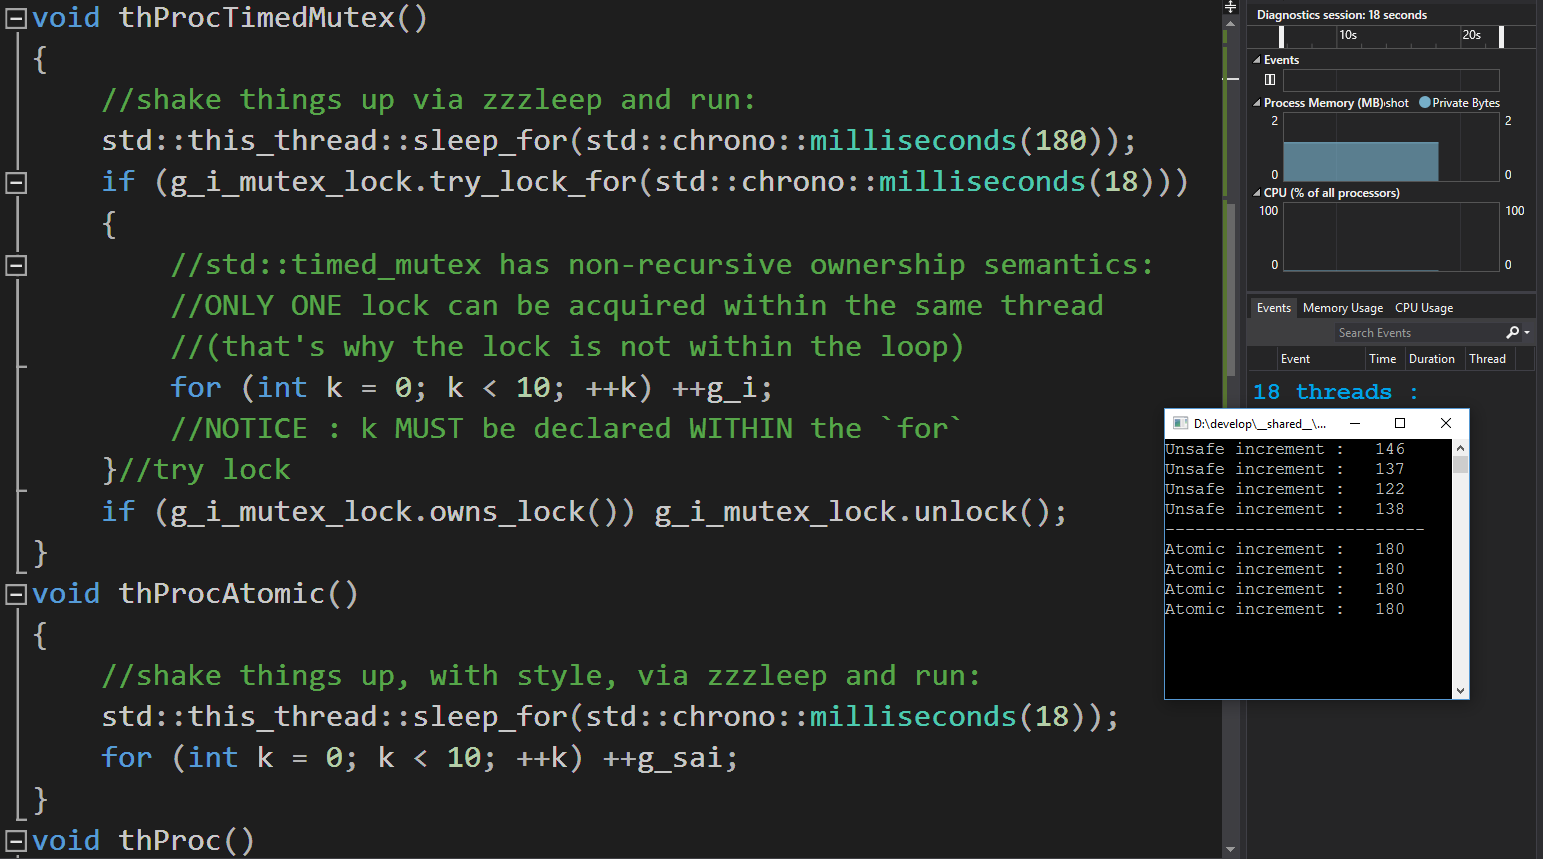 void thProcTimedMutex()
{
//shake things up via zzzleep and run:
std::this_thread::sleep_for(std::chrono::milliseconds(180));
if (g_i_mutex_lock.try_lock_for(std::chrono::milliseconds(18)))
{
//std::timed_mutex has non-recursive ownership semantics:
//ONLY ONE lock can be acquired within the same thread
//(that's why the lock is not within the loop)
for (int k = 0; k < 10; ++k) ++g_i;
//NOTICE : k MUST be declared WITHIN the `for`
}//try lock
if (g_i_mutex_lock.owns_lock()) g_i_mutex_lock.unlock();
}
void thProcAtomic()
{
//shake things up, with style, via zzzleep and run:
std::this_thread::sleep_for(std::chrono::milliseconds(18));
for (int k = 0; k < 10; ++k) ++g_sai;
}
void thProc()
Diagnostics session: 18 seconds
10s 20s
Events
Process Memory (MB) shot Private Bytes
2 2
0 0
CPU (% of all processors)
100 100
0 0
Events Memory Usage CPU Usage
Search Events
Event Time Duration Thread
18 threads :
D:\develop\__shared__\...
Unsafe increment : 146
Unsafe increment : 137
Unsafe increment : 122
Unsafe increment : 138
--------------------------
Atomic increment : 180
Atomic increment : 180
Atomic increment : 180
Atomic increment : 180